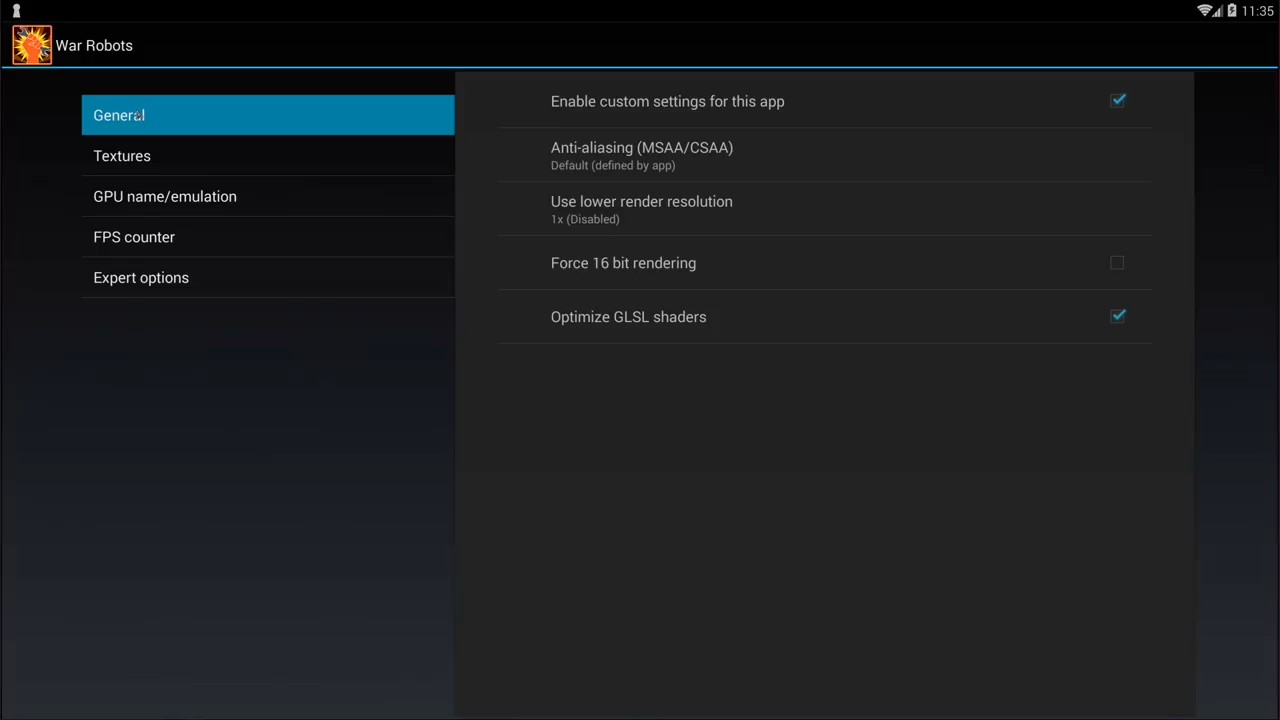 11:35
War Robots
General
Textures
GPU name/emulation
FPS counter
Expert options
Enable custom settings for this app
Anti-aliasing (MSAA/CSAA)
Default (defined by app)
Use lower render resolution
1x (Disabled)
Force 16 bit rendering
Optimize GLSL shaders